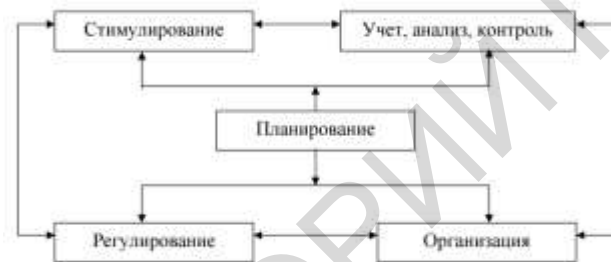 Стимулирование
Учет, анализ, контроль
Планирование
Регулирование
Организация